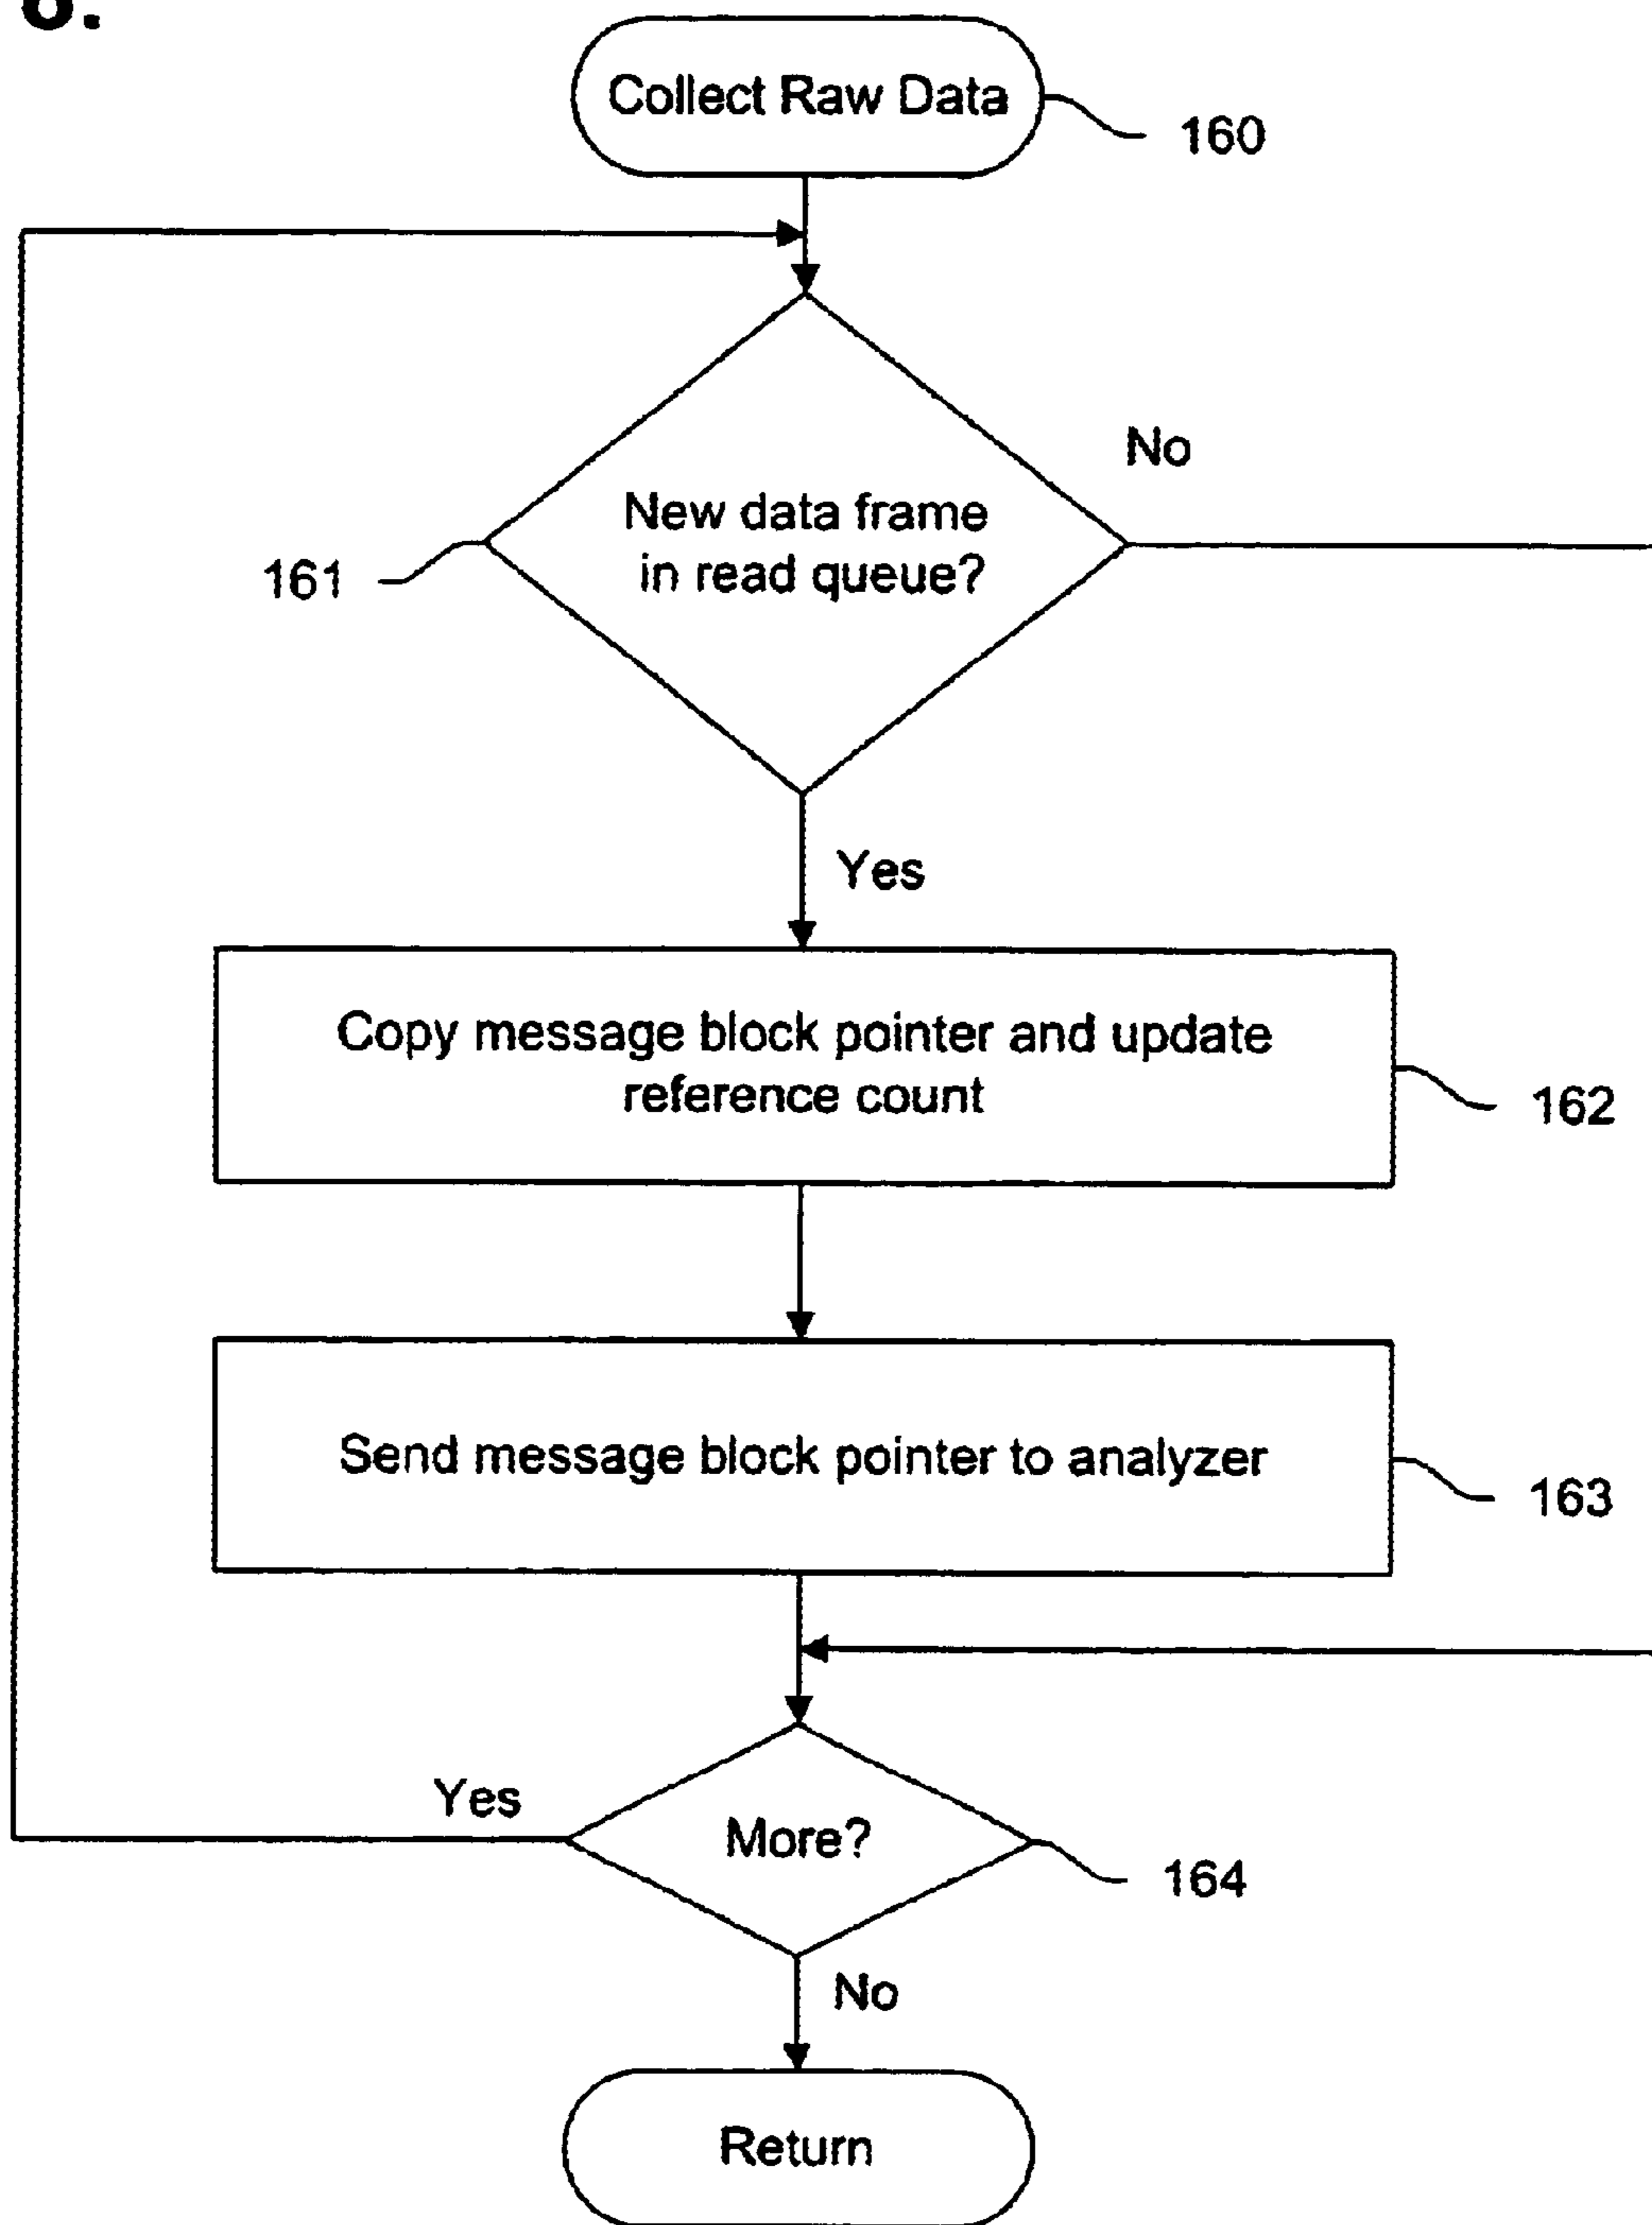 Collect Raw Data
160
No
New data frame
in read queue?
161
Yes
Copy message block pointer and update
reference count
162
Send message block pointer to analyzer
163
Yes
More?
164
No
Return